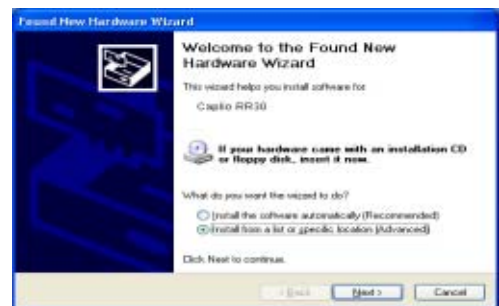 Found New Hardware Wizard
Welcome to the Found New
Hardware Wizard
This wizard helps you install software for:
Caplio RR30
If your hardware came with an installation CD
or floppy disk, insert it now.
What do you want the wizard to do?
Install the software automatically (Recommended)
Install from a list or specific location (Advanced)
Click Next to continue.
< Back Next > Cancel